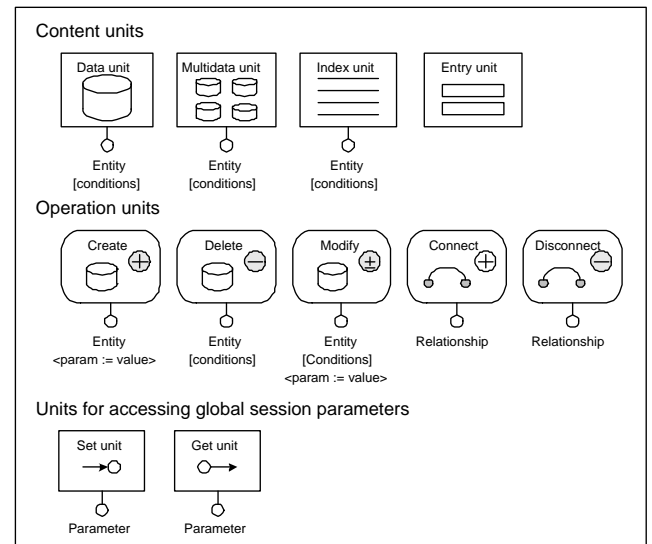 Content units
Data unit
Multidata unit
Index unit
Entry unit
Entity
[conditions]
Entity
[conditions]
Entity
[conditions]
Operation units
Create
Delete
Modify
Connect
Disconnect
Entity
<param := value>
Entity
[conditions]
Entity
[Conditions]
<param := value>
Relationship
Relationship
Units for accessing global session parameters
Set unit
Get unit
Parameter
Parameter